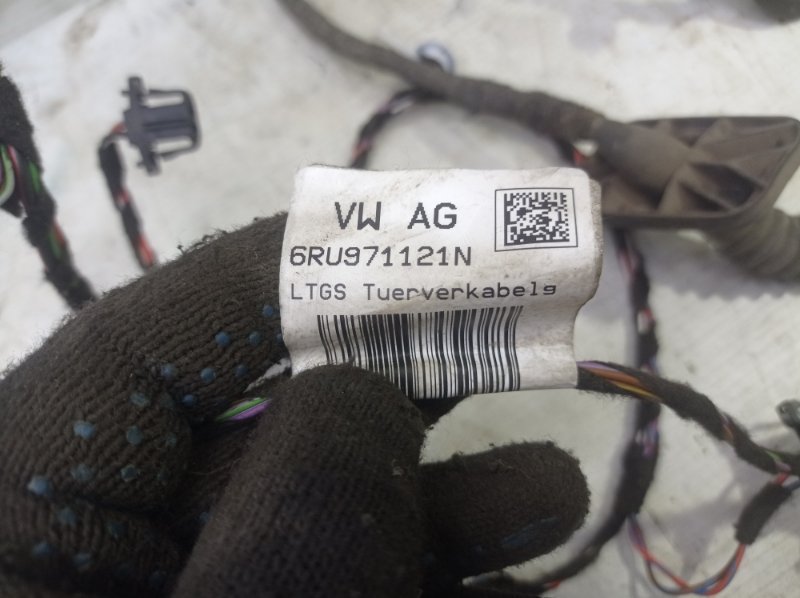 VW AG
6RU971121N
LTGS Tuerverkabelg